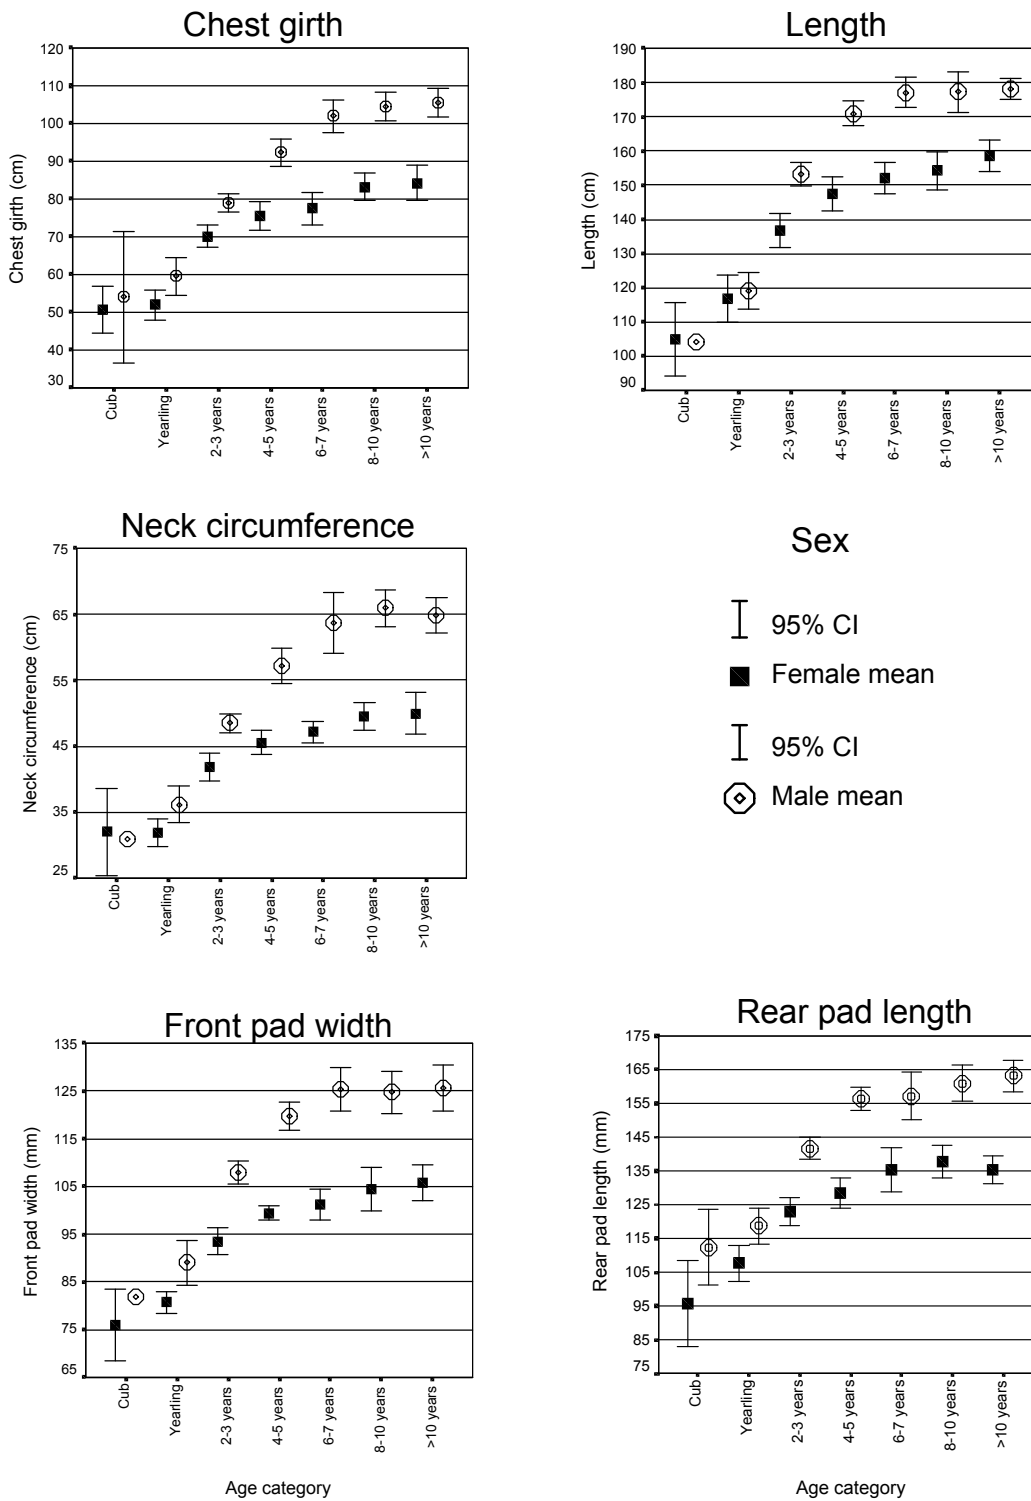 Chest girth
Chest girth (cm)
120
110
100
90
80
70
60
50
40
30
Cub
Yearling
2-3 years
4-5 years
6-7 years
8-10 years
>10 years
Length
Length (cm)
190
180
170
160
150
140
130
120
110
100
90
Cub
Yearling
2-3 years
4-5 years
6-7 years
8-10 years
>10 years
Neck circumference
Neck circumference (cm)
75
65
55
45
35
25
Cub
Yearling
2-3 years
4-5 years
6-7 years
8-10 years
>10 years
Sex
95% CI
Female mean
95% CI
Male mean
Front pad width
Front pad width (mm)
135
125
115
105
95
85
75
65
Cub
Yearling
2-3 years
4-5 years
6-7 years
8-10 years
>10 years
Age category
Rear pad length
Rear pad length (mm)
175
165
155
145
135
125
115
105
95
85
75
Cub
Yearling
2-3 years
4-5 years
6-7 years
8-10 years
>10 years
Age category